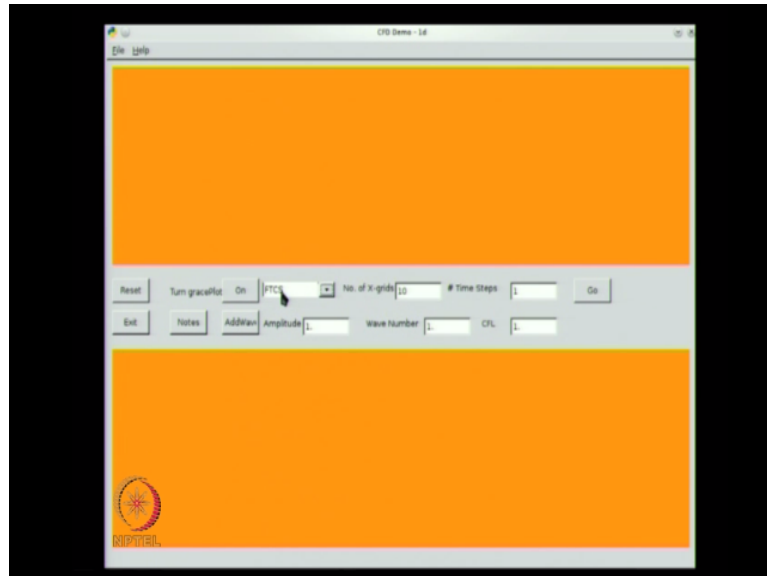 CFD Demo - 1d
File Help
Reset Turn gracePlot On FTCS No. of X-grids 10 # Time Steps 1 Go
Exit Notes AddWav Amplitude 1. Wave Number 1. CFL 1.
NPTEL